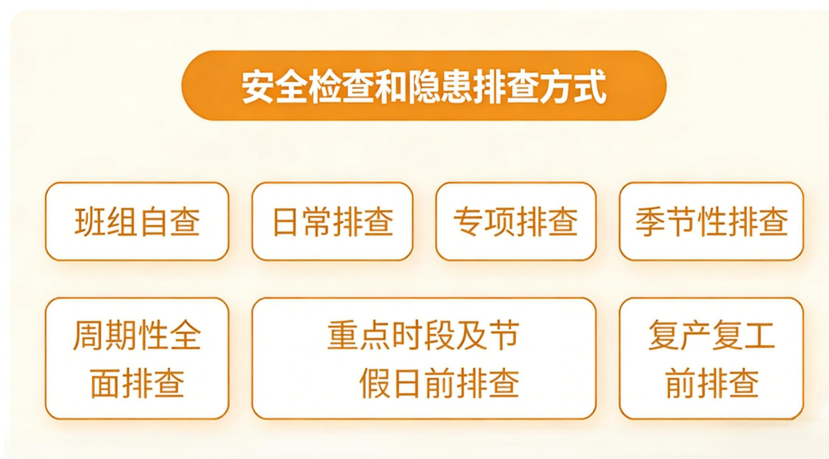 安全检查和隐患排查方式
班组自查
日常排查
专项排查
季节性排查
周期性全
面排查
重点时段及节
假日前排查
复产复工
前排查